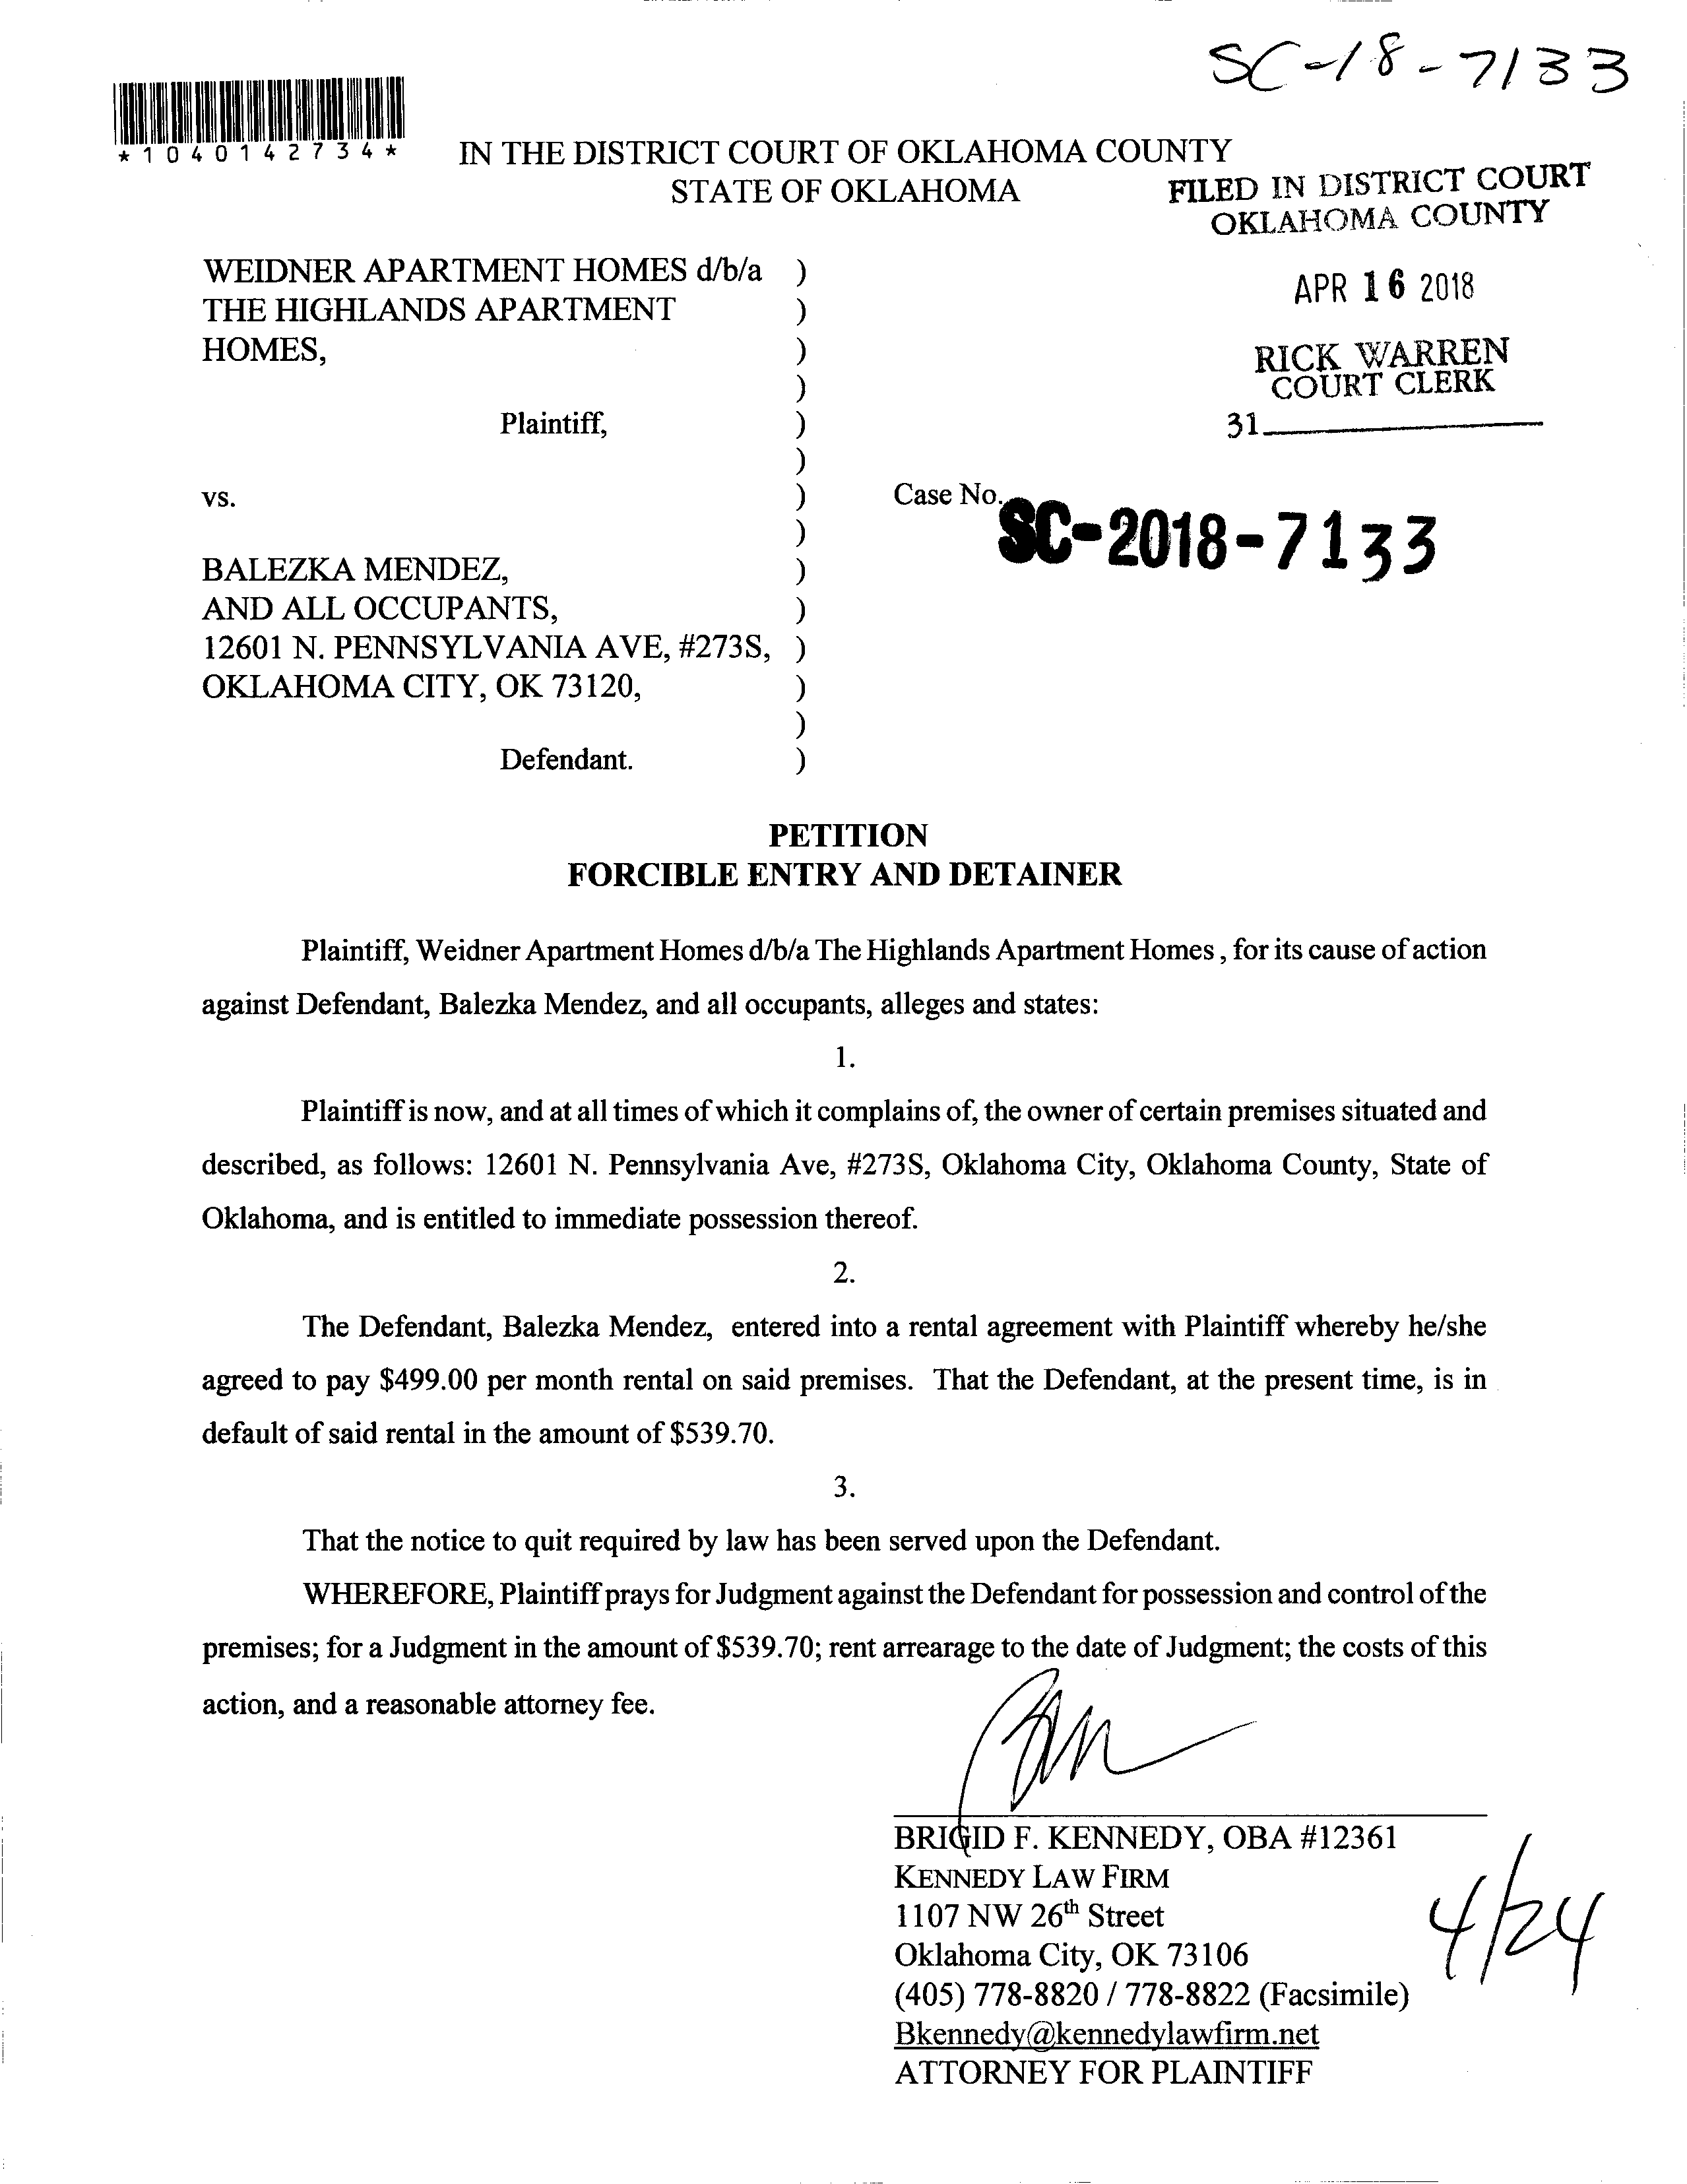 SC-18-7133
*1040142734*
IN THE DISTRICT COURT OF OKLAHOMA COUNTY
STATE OF OKLAHOMA
FILED IN DISTRICT COURT
OKLAHOMA COUNTY
WEIDNER APARTMENT HOMES d/b/a )
THE HIGHLANDS APARTMENT )
HOMES, )
)
Plaintiff, )
)
vs. )
)
BALEZKA MENDEZ, )
AND ALL OCCUPANTS, )
12601 N. PENNSYLVANIA AVE, #273S, )
OKLAHOMA CITY, OK 73120, )
)
Defendant. )
APR 16 2018
RICK WARREN
COURT CLERK
31
Case No. SC-2018-7133
PETITION
FORCIBLE ENTRY AND DETAINER
Plaintiff, Weidner Apartment Homes d/b/a The Highlands Apartment Homes , for its cause of action
against Defendant, Balezka Mendez, and all occupants, alleges and states:
1.
Plaintiff is now, and at all times of which it complains of, the owner of certain premises situated and
described, as follows: 12601 N. Pennsylvania Ave, #273S, Oklahoma City, Oklahoma County, State of
Oklahoma, and is entitled to immediate possession thereof.
2.
The Defendant, Balezka Mendez, entered into a rental agreement with Plaintiff whereby he/she
agreed to pay $499.00 per month rental on said premises. That the Defendant, at the present time, is in
default of said rental in the amount of $539.70.
3.
That the notice to quit required by law has been served upon the Defendant.
WHEREFORE, Plaintiff prays for Judgment against the Defendant for possession and control of the
premises; for a Judgment in the amount of $539.70; rent arrearage to the date of Judgment; the costs of this
action, and a reasonable attorney fee.
BRIGID F. KENNEDY, OBA #12361
KENNEDY LAW FIRM
1107 NW 26th Street
Oklahoma City, OK 73106
(405) 778-8820 / 778-8822 (Facsimile)
Bkennedy@kennedylawfirm.net
ATTORNEY FOR PLAINTIFF
4/24